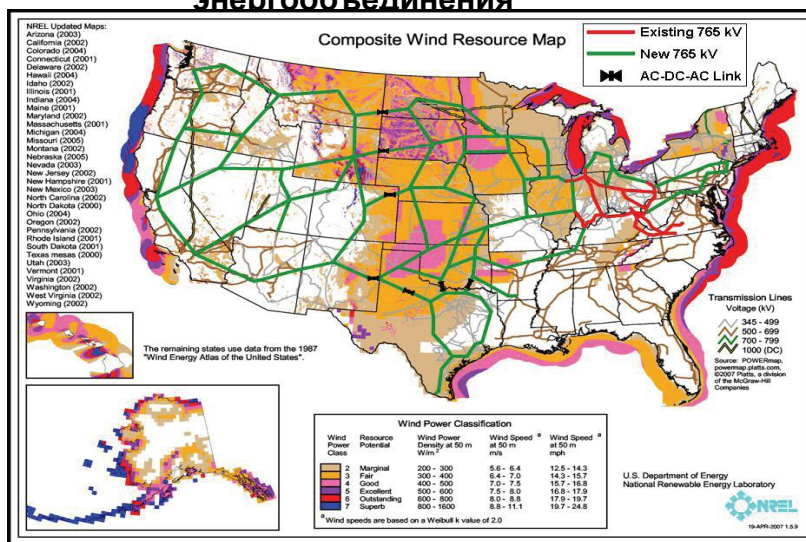 энергообъединения
NREL Updated Maps:
Arizona (2003)
California (2002)
Colorado (2004)
Connecticut (2001)
Delaware (2002)
Hawaii (2004)
Idaho (2002)
Illinois (2001)
Indiana (2004)
Maine (2001)
Maryland (2002)
Massachusetts (2001)
Michigan (2004)
Missouri (2005)
Montana (2002)
Nebraska (2005)
Nevada (2003)
New Jersey (2002)
New Hampshire (2001)
New Mexico (2003)
North Carolina (2002)
North Dakota (2000)
Ohio (2004)
Oregon (2002)
Pennsylvania (2002)
Rhode Island (2001)
South Dakota (2001)
Texas mesas (2000)
Utah (2003)
Vermont (2001)
Virginia (2002)
Washington (2002)
West Virginia (2002)
Wyoming (2002)
Composite Wind Resource Map
Existing 765 kV
New 765 kV
AC-DC-AC Link
The remaining states use data from the 1987
"Wind Energy Atlas of the United States".
Transmission Lines
Voltage (kV)
345 - 499
500 - 699
700 - 799
1000 (DC)
Source: POWERmap,
powermap.platts.com,
©2007 Platts, a division
of the McGraw-Hill
Companies
Wind Power Classification
Wind Power Class
Resource Potential
Wind Power Density at 50 m W/m²
Wind Speed a at 50 m m/s
Wind Speed a at 50 m mph
2 Marginal 200 - 300 5.6 - 6.4 12.5 - 14.3
3 Fair 300 - 400 6.4 - 7.0 14.3 - 15.7
4 Good 400 - 500 7.0 - 7.5 15.7 - 16.8
5 Excellent 500 - 600 7.5 - 8.0 16.8 - 17.9
6 Outstanding 600 - 800 8.0 - 8.8 17.9 - 19.7
7 Superb 800 - 1600 8.8 - 11.1 19.7 - 24.8
a Wind speeds are based on a Weibull k value of 2.0
U.S. Department of Energy
National Renewable Energy Laboratory
NREL
19-APR-2007 1.5.9